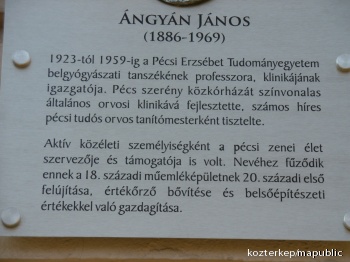 ÁNGYÁN JÁNOS
(1886-1969)
1923-tól 1959-ig a Pécsi Erzsébet Tudományegyetem
belgyógyászati tanszékének professzora, klinikájának
igazgatója. Pécs szerény közkórházát színvonalas
általános orvosi klinikává fejlesztette, számos híres
pécsi tudós orvos tanítómesterként tisztelte.
Aktív közéleti személyiségként a pécsi zenei élet
szervezője és támogatója is volt. Nevéhez fűződik
ennek a 18. századi műemléképületnek 20. századi első
felújítása, értékőrző bővítése és belsőépítészeti
értékekkel való gazdagítása.
kozterkep/mapublic